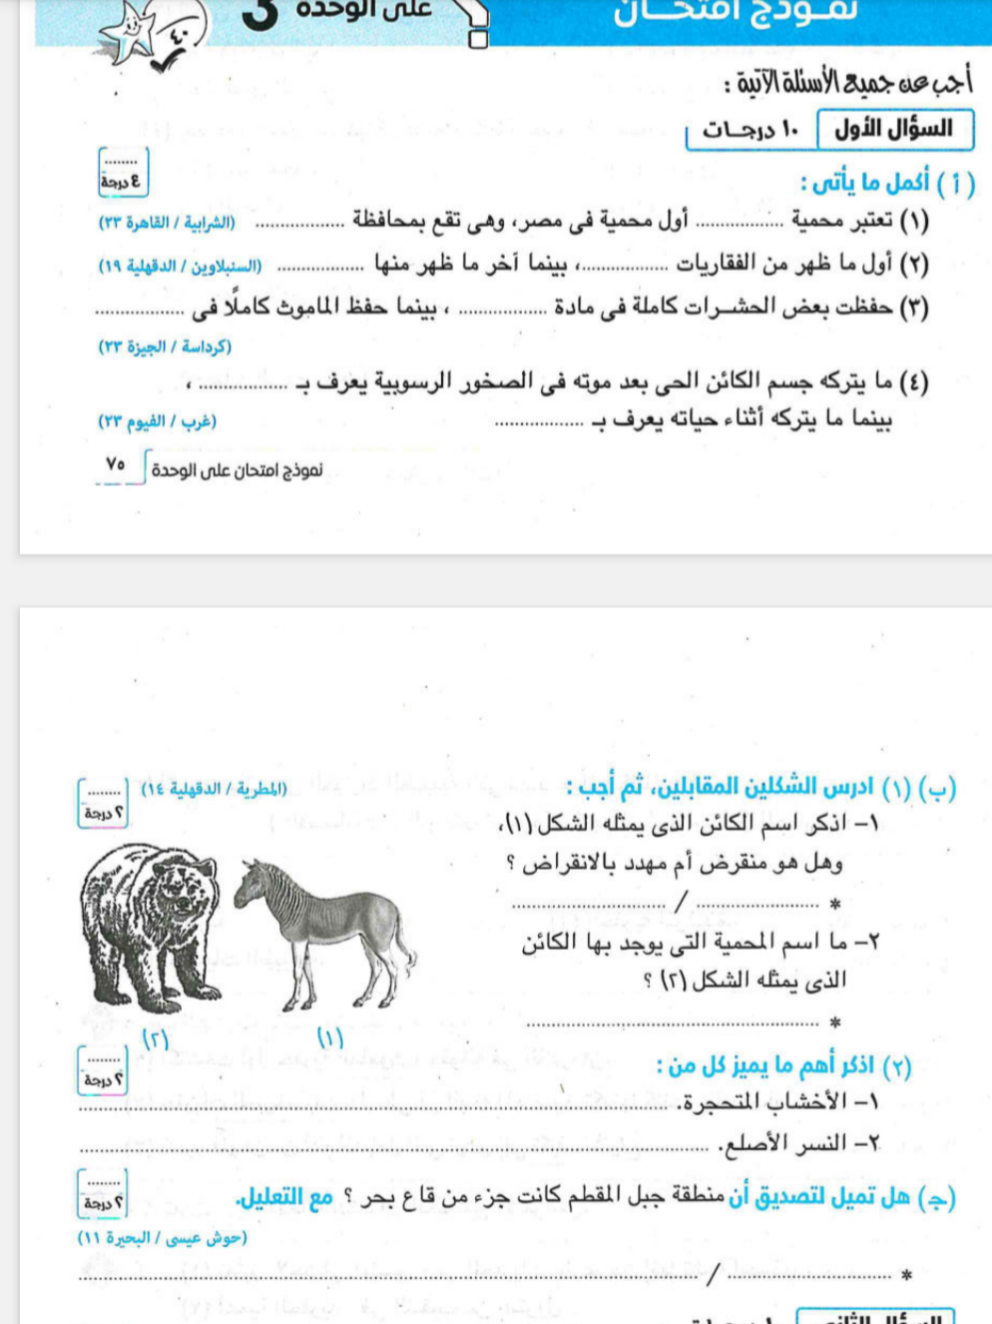 نموذج امتحان
على الوحدة 3
٤٠
أجب عن جميع الأسئلة الآتية :
السؤال الأول ١٠ درجات
........
٤ درجة
( أ ) أكمل ما يأتى :
(١) تعتبر محمية .................. أول محمية فى مصر، وهى تقع بمحافظة .................. (الشرابية / القاهرة ٢٣)
(٢) أول ما ظهر من الفقاريات ..................، بينما آخر ما ظهر منها .................. (السنبلاوين / الدقهلية ١٩)
(٣) حفظت بعض الحشرات كاملة فى مادة .................. ، بينما حفظ الماموث كاملًا فى ..................
(كرداسة / الجيزة ٢٣)
(٤) ما يتركه جسم الكائن الحى بعد موته فى الصخور الرسوبية يعرف بـ .................. ،
بينما ما يتركه أثناء حياته يعرف بـ .................. (غرب / الفيوم ٢٣)
نموذج امتحان على الوحدة ٧٥
(ب) (١) ادرس الشكلين المقابلين، ثم أجب : (المطرية / الدقهلية ١٤)
........
٢ درجة
١- اذكر اسم الكائن الذى يمثله الشكل (١)،
وهل هو منقرض أم مهدد بالانقراض ؟
* .................. / ..................
٢- ما اسم المحمية التى يوجد بها الكائن
الذى يمثله الشكل (٢) ؟
* ..................
(١)
(٢)
(٢) اذكر أهم ما يميز كل من :
........
٢ درجة
١- الأخشاب المتحجرة. ..................
٢- النسر الأصلع. ..................
(جـ) هل تميل لتصديق أن منطقة جبل المقطم كانت جزء من قاع بحر ؟ مع التعليل.
........
٢ درجة
(حوش عيسى / البحيرة ١١)
* .................. / ..................
السؤال الثانى